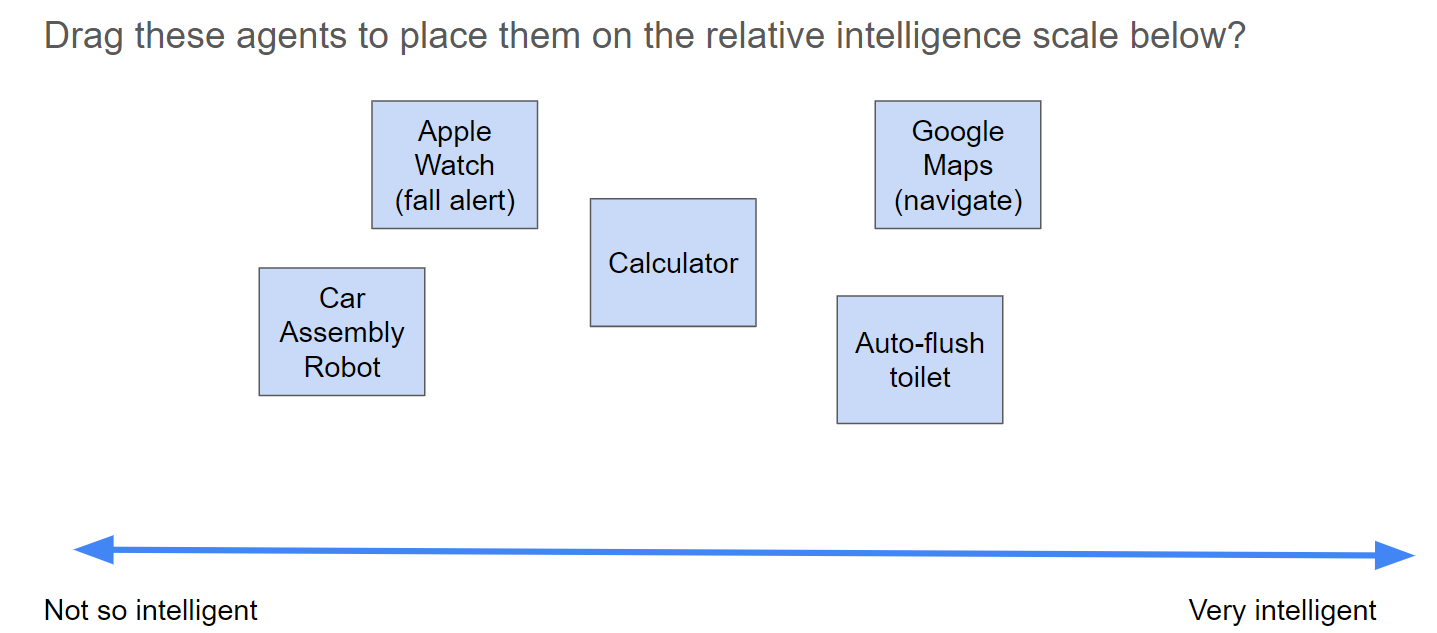 Drag these agents to place them on the relative intelligence scale below?
Apple
Watch
(fall alert)
Google
Maps
(navigate)
Calculator
Car
Assembly
Robot
Auto-flush
toilet
Not so intelligent
Very intelligent